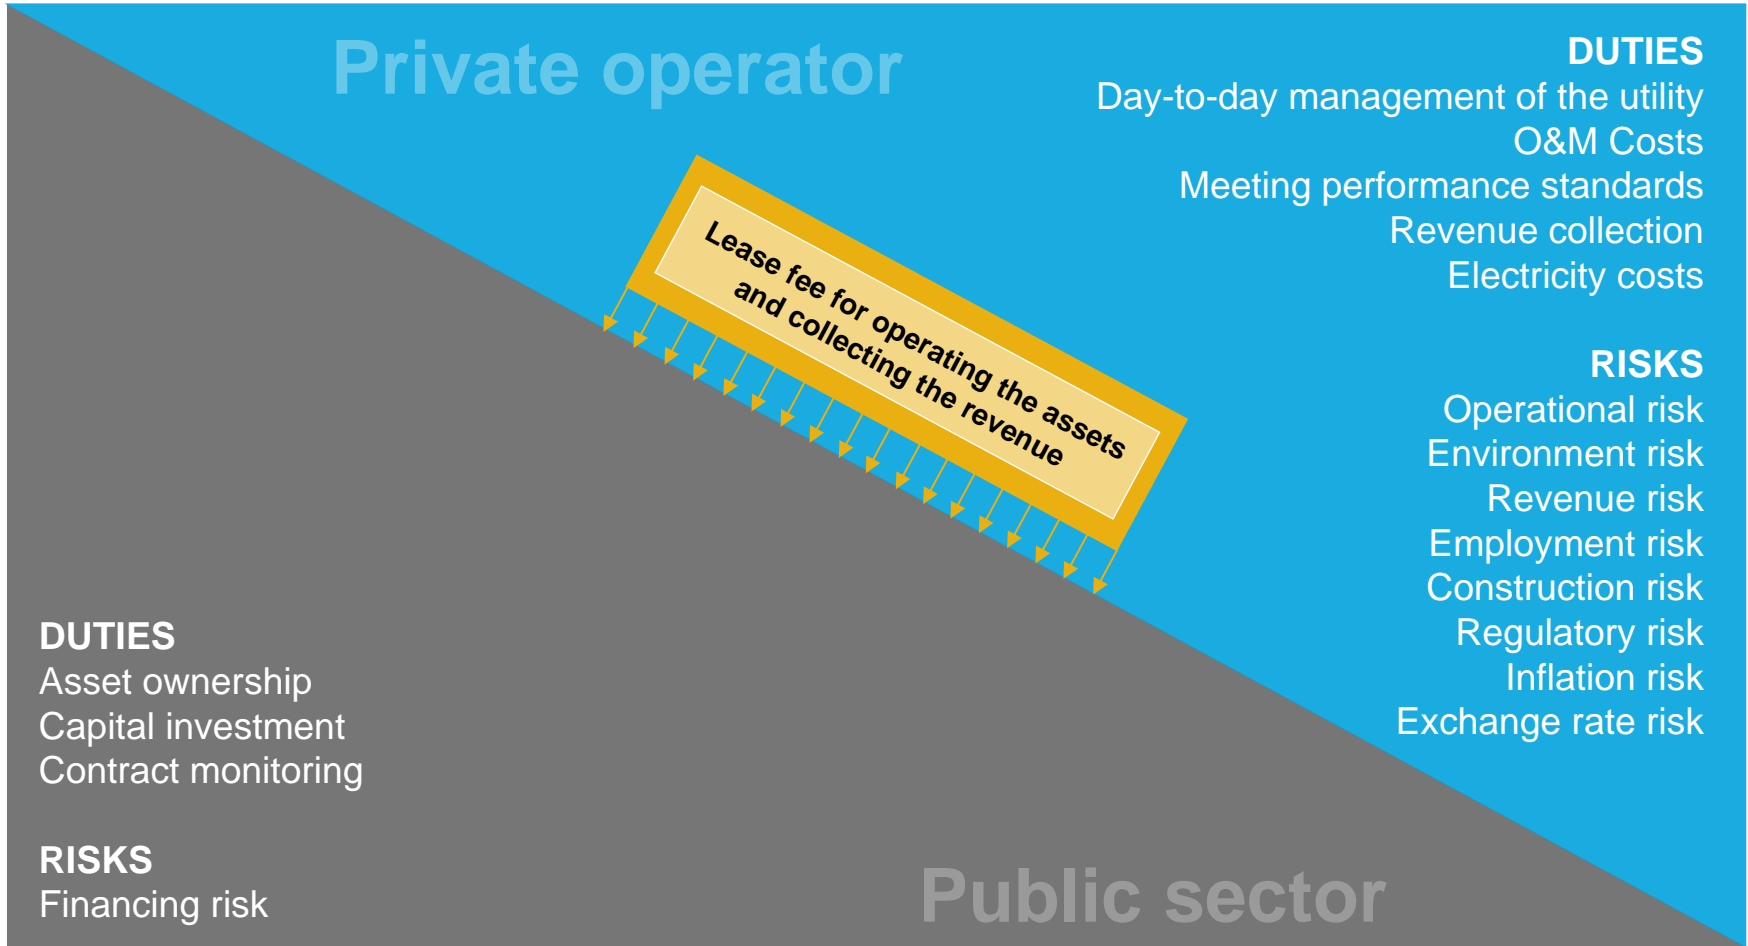 Private operator
DUTIES
Day-to-day management of the utility
O&M Costs
Meeting performance standards
Revenue collection
Electricity costs
RISKS
Operational risk
Environment risk
Revenue risk
Employment risk
Construction risk
Regulatory risk
Inflation risk
Exchange rate risk
Lease fee for operating the assets
and collecting the revenue
DUTIES
Asset ownership
Capital investment
Contract monitoring
RISKS
Financing risk
Public sector